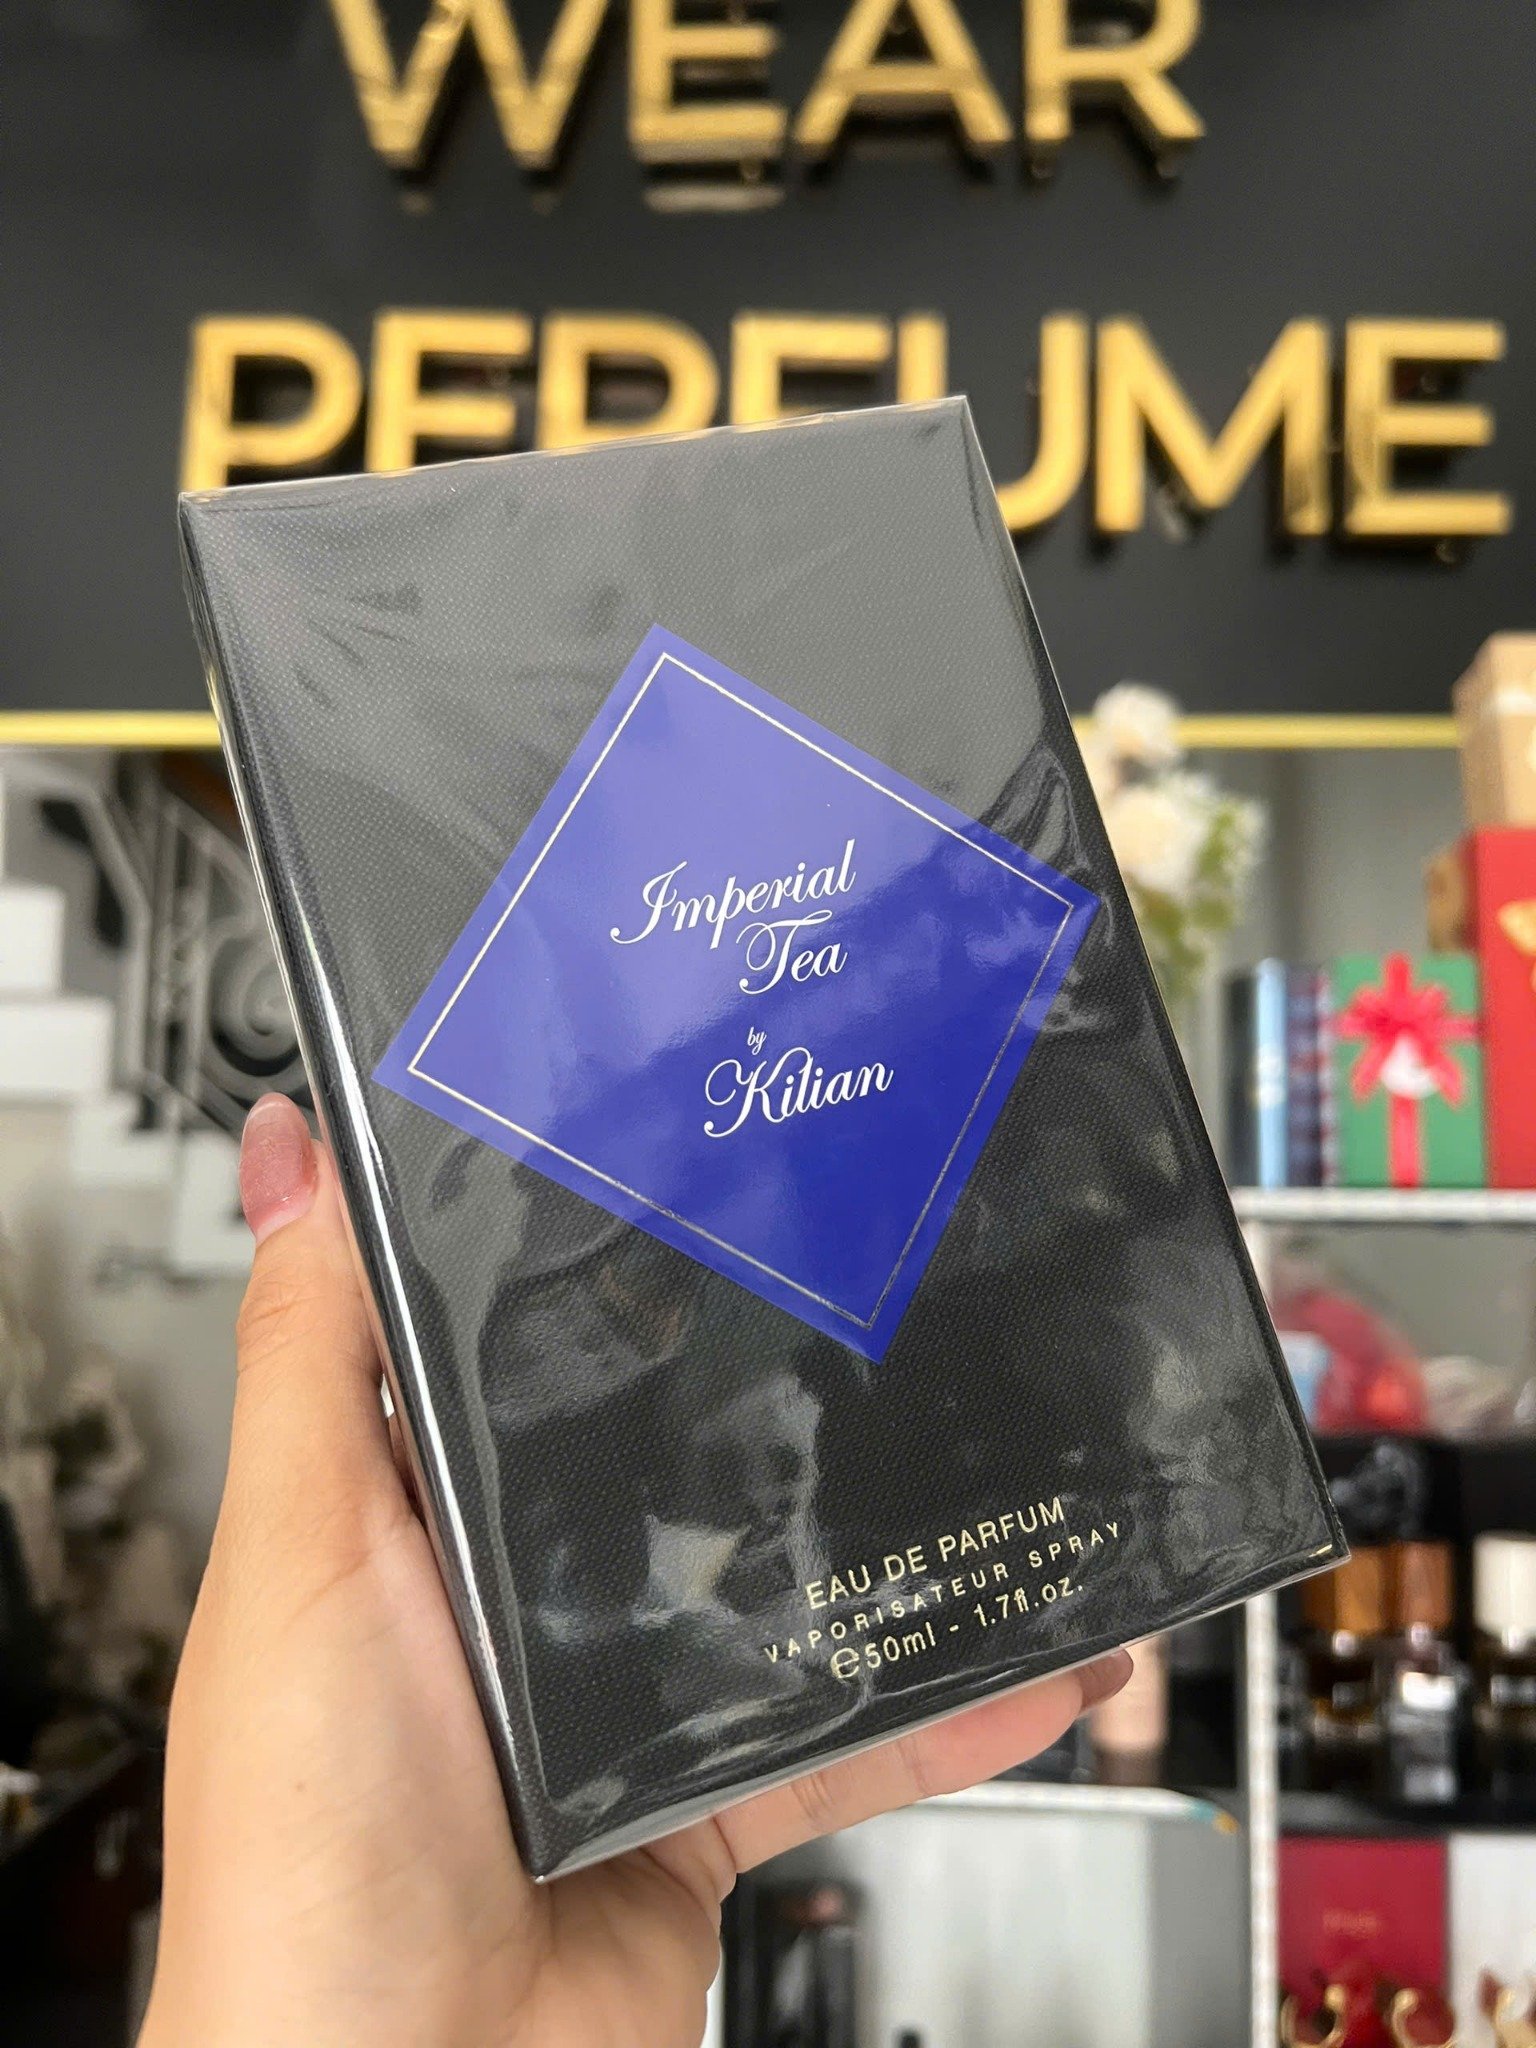 WEAR
PERFUME
Imperial
Tea
by
Kilian
EAU DE PARFUM
VAPORISATEUR SPRAY
℮50ml - 1.7fl.oz.